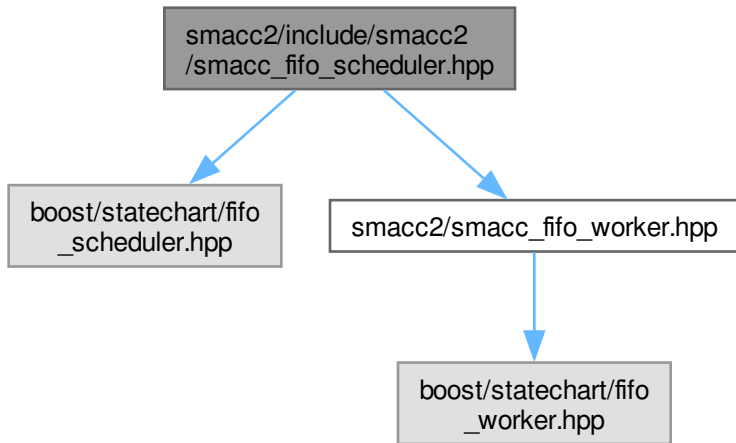 smacc2/include/smacc2
/smacc_fifo_scheduler.hpp
boost/statechart/fifo
_scheduler.hpp
smacc2/smacc_fifo_worker.hpp
boost/statechart/fifo
_worker.hpp